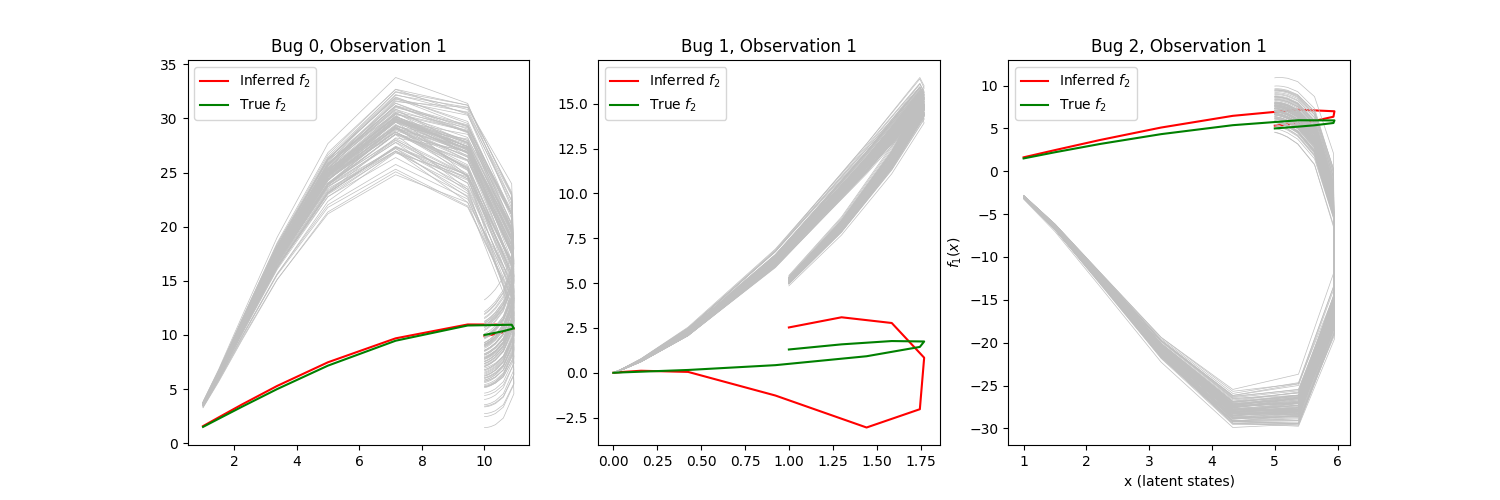 Bug 0, Observation 1
Inferred f₂
True f₂
35
30
25
20
15
10
5
0
2 4 6 8 10
Bug 1, Observation 1
Inferred f₂
True f₂
15.0
12.5
10.0
7.5
5.0
2.5
0.0
−2.5
0.00 0.25 0.50 0.75 1.00 1.25 1.50 1.75
Bug 2, Observation 1
Inferred f₂
True f₂
f₁(x)
10
5
0
−5
−10
−15
−20
−25
−30
1 2 3 4 5 6
x (latent states)